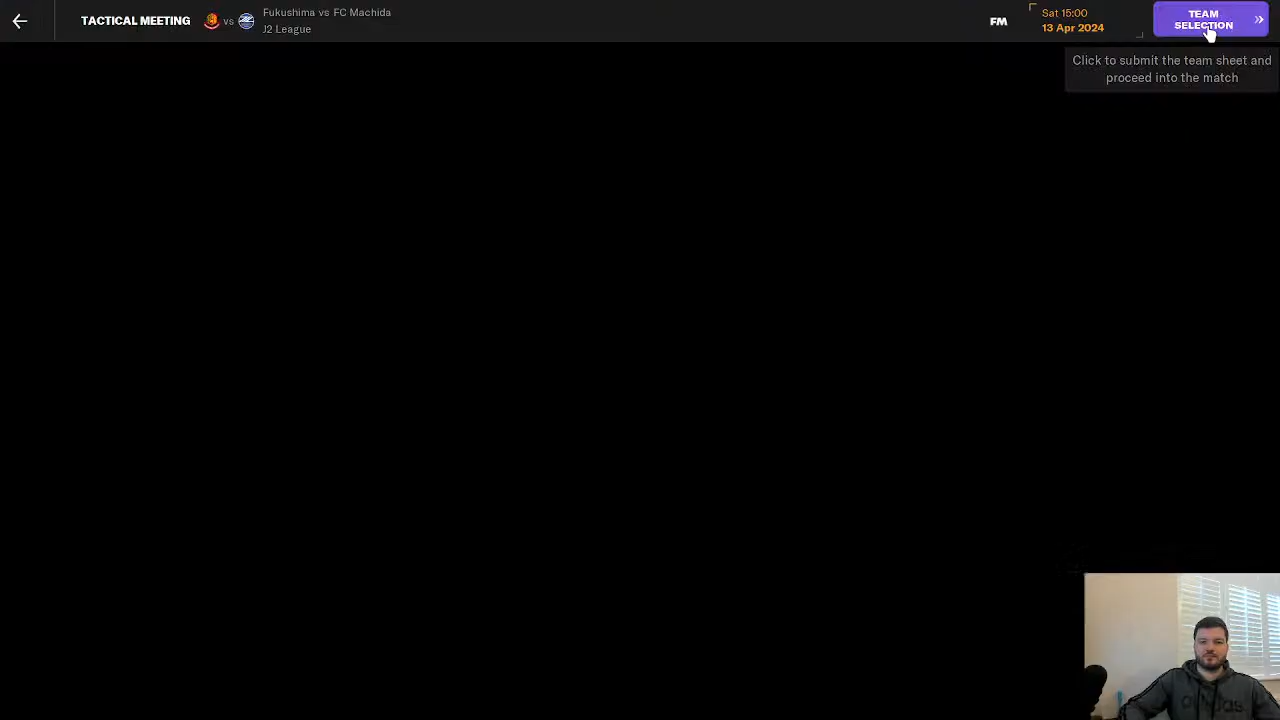 TACTICAL MEETING
vs
Fukushima vs FC Machida
J2 League
FM
Sat 15:00
13 Apr 2024
TEAM
SELECTION
Click to submit the team sheet and
proceed into the match
adidas